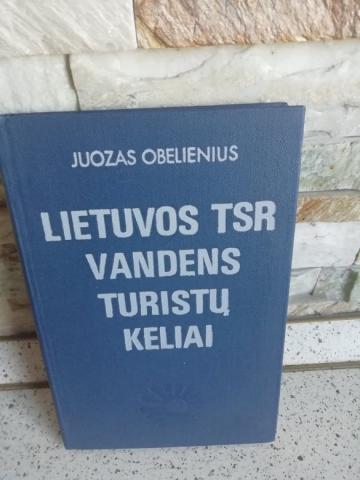 JUOZAS OBELIENIUS
LIETUVOS TSR
VANDENS
TURISTŲ
KELIAI